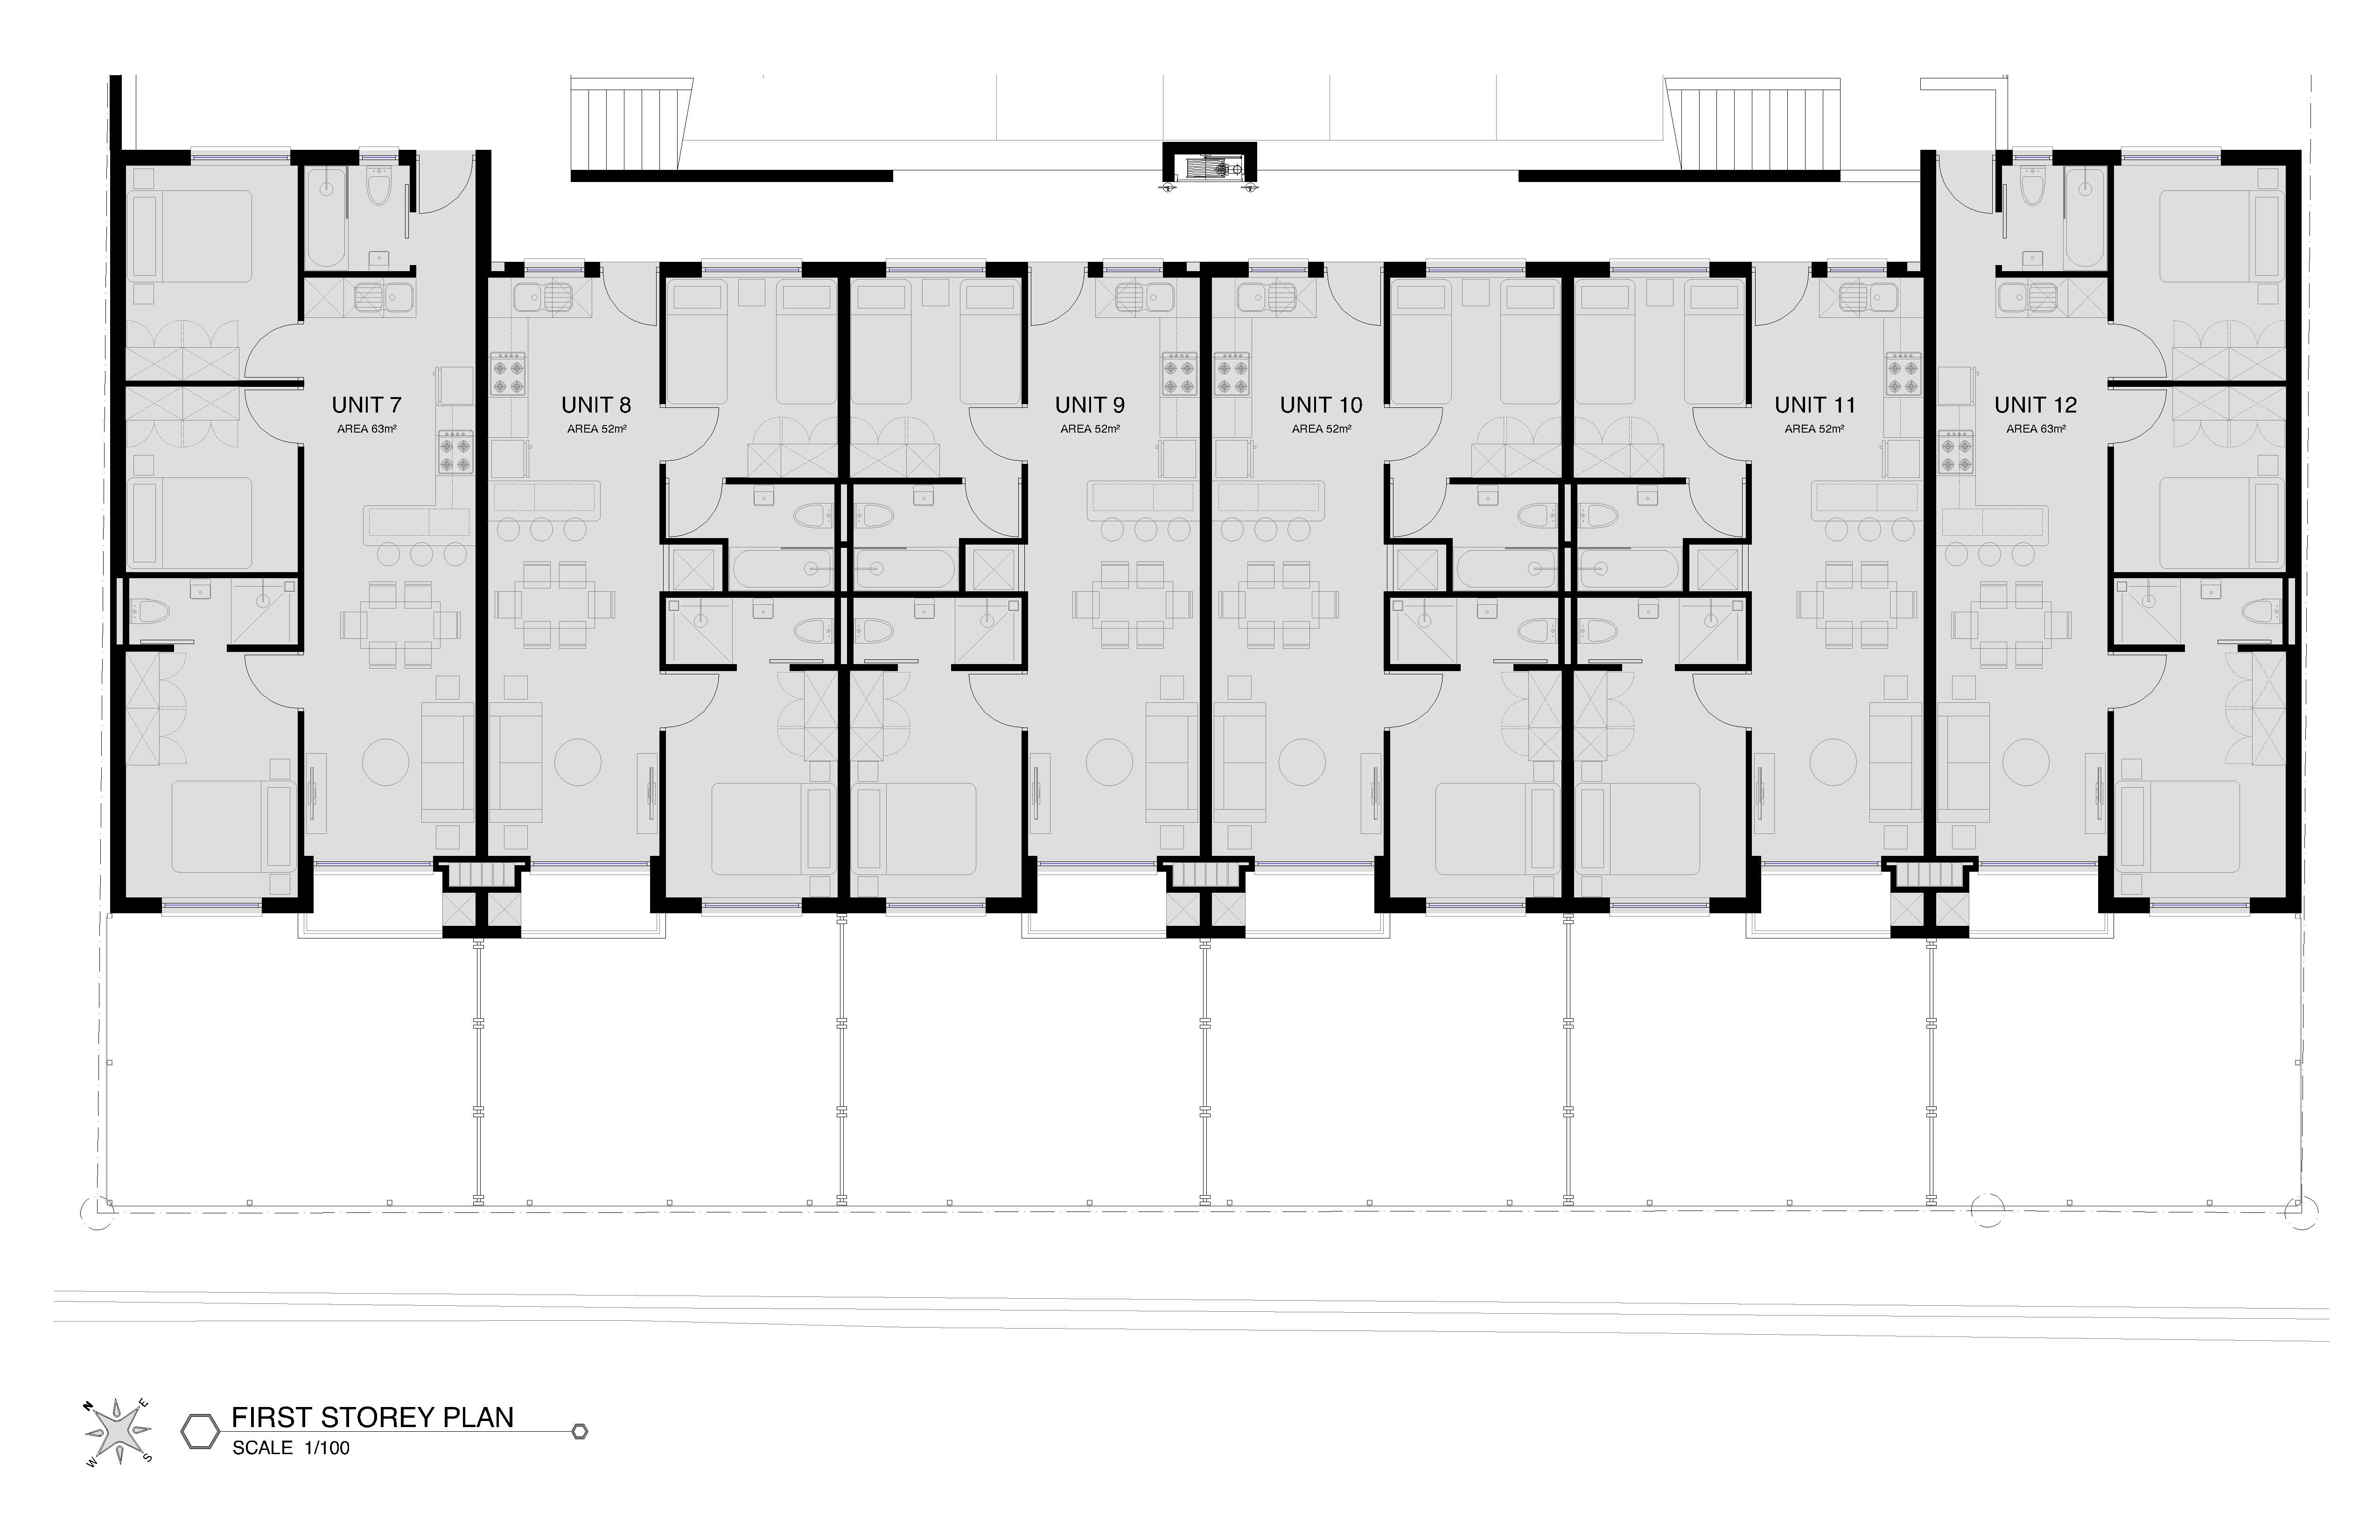 UNIT 7
AREA 63m²
UNIT 8
AREA 52m²
UNIT 9
AREA 52m²
UNIT 10
AREA 52m²
UNIT 11
AREA 52m²
UNIT 12
AREA 63m²
N
E
W
S
FIRST STOREY PLAN
SCALE 1/100